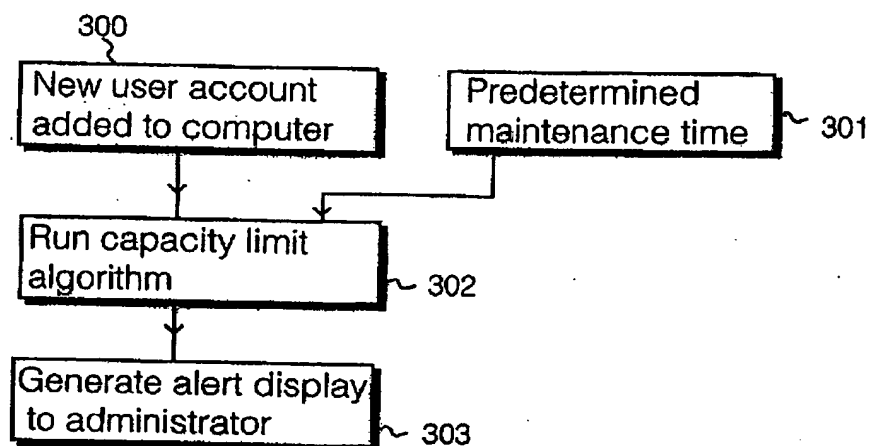 300
New user account
added to computer
Predetermined
maintenance time
301
Run capacity limit
algorithm
302
Generate alert display
to administrator
303